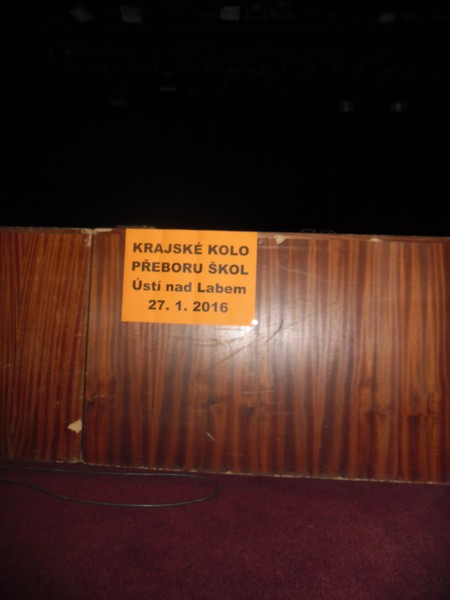 KRAJSKÉ KOLO
PŘEBORU ŠKOL
Ústí nad Labem
27. 1. 2016